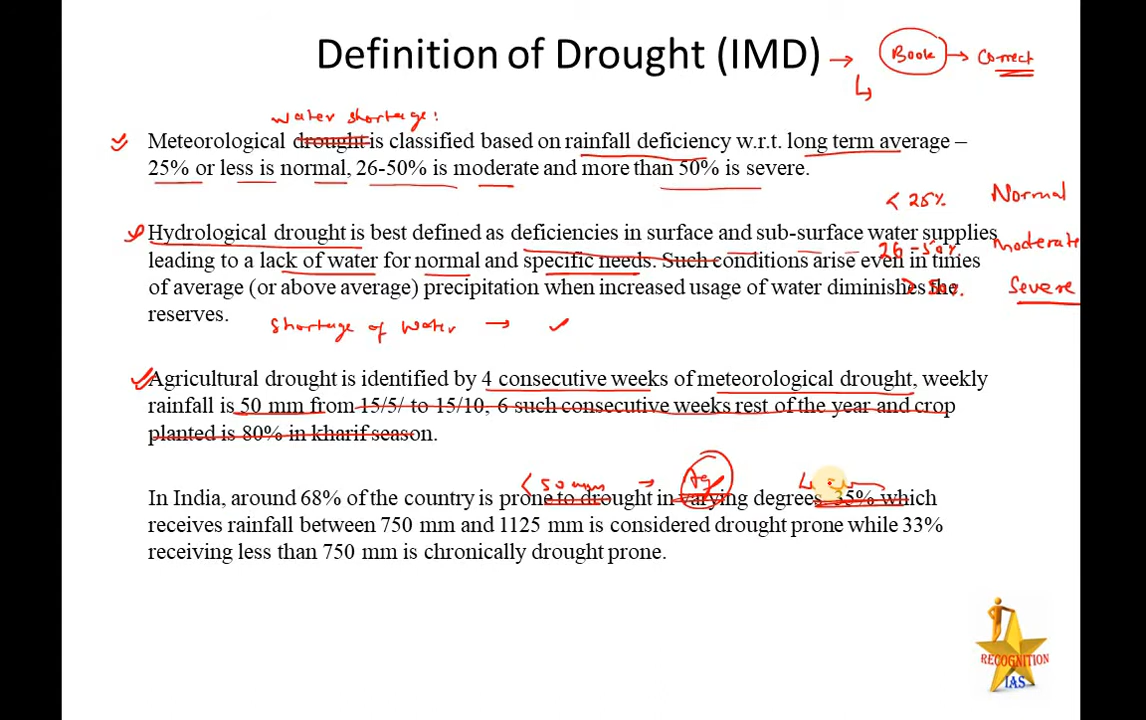 Definition of Drought (IMD) → Book → Correct
water shortage:
Meteorological drought is classified based on rainfall deficiency w.r.t. long term average –
25% or less is normal, 26-50% is moderate and more than 50% is severe.
< 25% Normal
Hydrological drought is best defined as deficiencies in surface and sub-surface water supplies
26 - 50% moderate
leading to a lack of water for normal and specific needs. Such conditions arise even in times
of average (or above average) precipitation when increased usage of water diminishes the
> 50%. Severe
reserves.
Shortage of water →
Agricultural drought is identified by 4 consecutive weeks of meteorological drought, weekly
rainfall is 50 mm from 15/5/ to 15/10, 6 such consecutive weeks rest of the year and crop
planted is 80% in kharif season.
< 50 mm →
In India, around 68% of the country is prone to drought in varying degrees. 35% which
receives rainfall between 750 mm and 1125 mm is considered drought prone while 33%
receiving less than 750 mm is chronically drought prone.
RECOGNITION
IAS